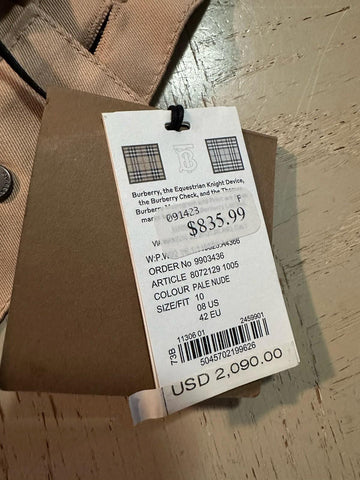 Burberry, the Equestrian Knight Device,
the Burberry Check, and the Thomas
Burberry
091423 F
$835.99
VIA
W.P.W
ORDER No 9903436
ARTICLE 8072129 1005
COLOUR PALE NUDE
SIZE/FIT 10
08 US
42 EU
11306 01 2459901
73B
5045702199626
USD 2,090.00